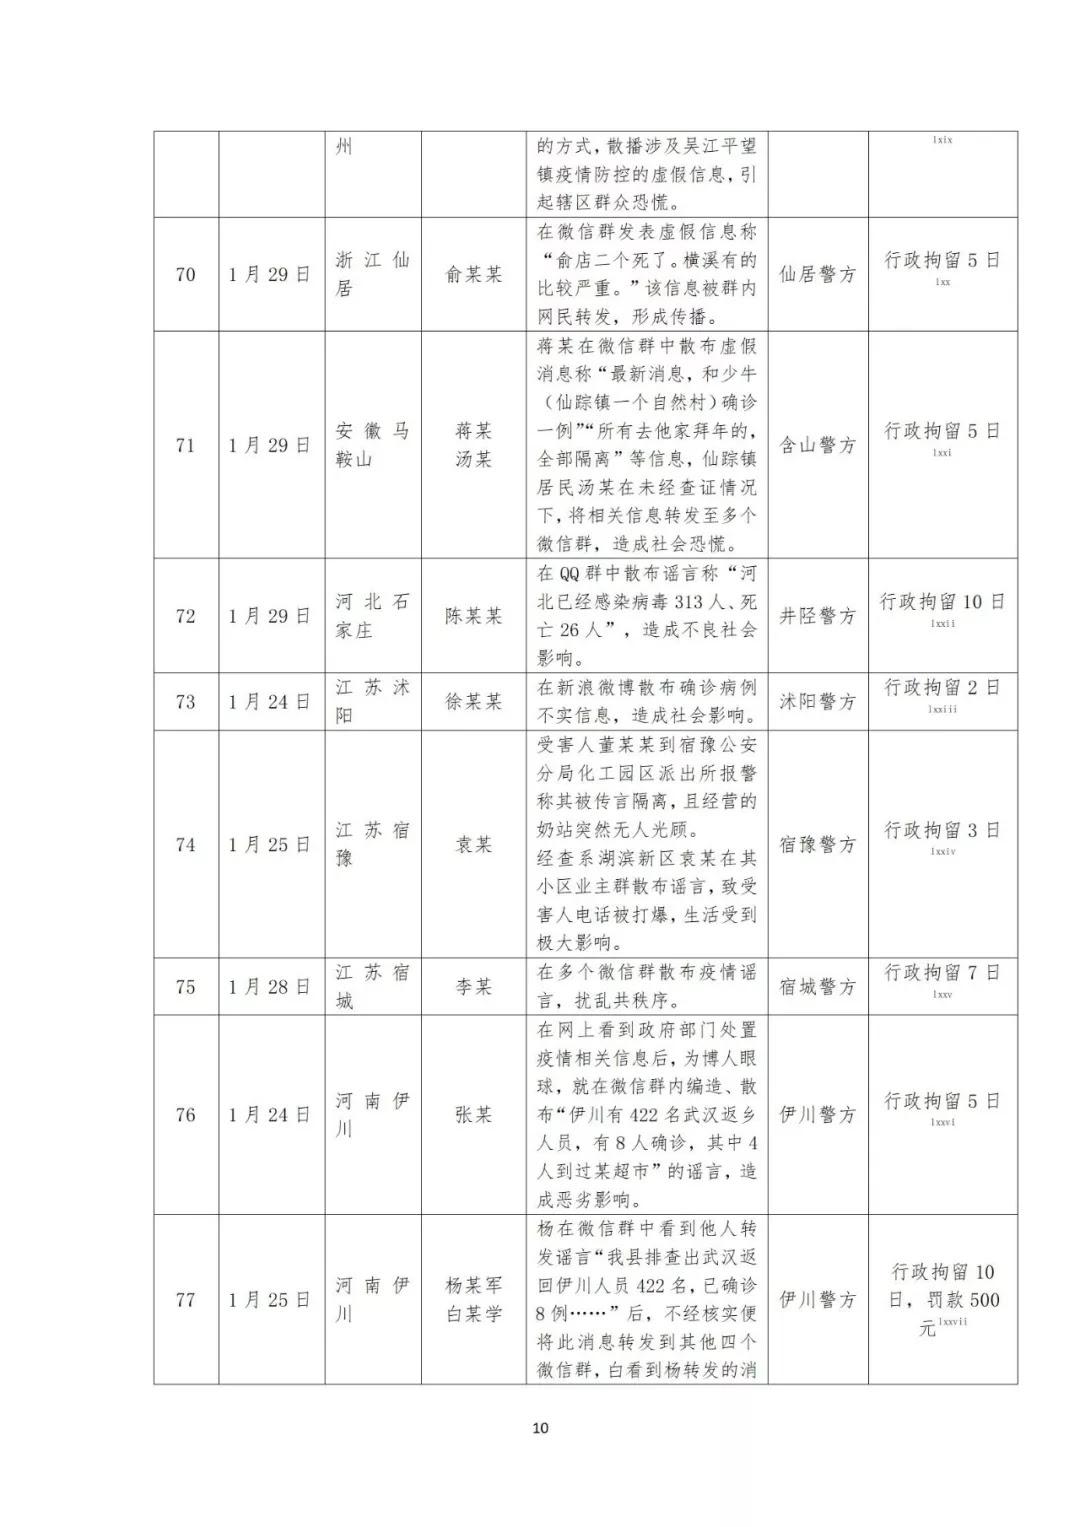 州
的方式，散播涉及吴江平望
镇疫情防控的虚假信息，引
起辖区群众恐慌。
lxix
70
1月29日
浙江仙
居
俞某某
在微信群发表虚假信息称
“俞店二个死了。横溪有的
比较严重。”该信息被群内
网民转发，形成传播。
仙居警方
行政拘留5日
lxx
71
1月29日
安徽马
鞍山
蒋某
汤某
蒋某在微信群中散布虚假
消息称“最新消息，和少牛
（仙踪镇一个自然村）确诊
一例”“所有去他家拜年的，
全部隔离”等信息，仙踪镇
居民汤某在未经查证情况
下，将相关信息转发至多个
微信群，造成社会恐慌。
含山警方
行政拘留5日
lxxi
72
1月29日
河北石
家庄
陈某某
在QQ群中散布谣言称“河
北已经感染病毒313人、死
亡26人”，造成不良社会
影响。
井陉警方
行政拘留10日
lxxii
73
1月24日
江苏沭
阳
徐某某
在新浪微博散布确诊病例
不实信息，造成社会影响。
沭阳警方
行政拘留2日
lxxiii
74
1月25日
江苏宿
豫
袁某
受害人董某某到宿豫公安
分局化工园区派出所报警
称其被传言隔离，且经营的
奶站突然无人光顾。
经查系湖滨新区袁某在其
小区业主群散布谣言，致受
害人电话被打爆，生活受到
极大影响。
宿豫警方
行政拘留3日
lxxiv
75
1月28日
江苏宿
城
李某
在多个微信群散布疫情谣
言，扰乱共秩序。
宿城警方
行政拘留7日
lxxv
76
1月24日
河南伊
川
张某
在网上看到政府部门处置
疫情相关信息后，为博人眼
球，就在微信群内编造、散
布“伊川有422名武汉返乡
人员，有8人确诊，其中4
人到过某超市”的谣言，造
成恶劣影响。
伊川警方
行政拘留5日
lxxvi
77
1月25日
河南伊
川
杨某军
白某学
杨在微信群中看到他人转
发谣言“我县排查出武汉返
回伊川人员422名，已确诊
8例……”后，不经核实便
将此消息转发到其他四个
微信群，白看到杨转发的消
伊川警方
行政拘留10
日，罚款500
元lxxvii
10